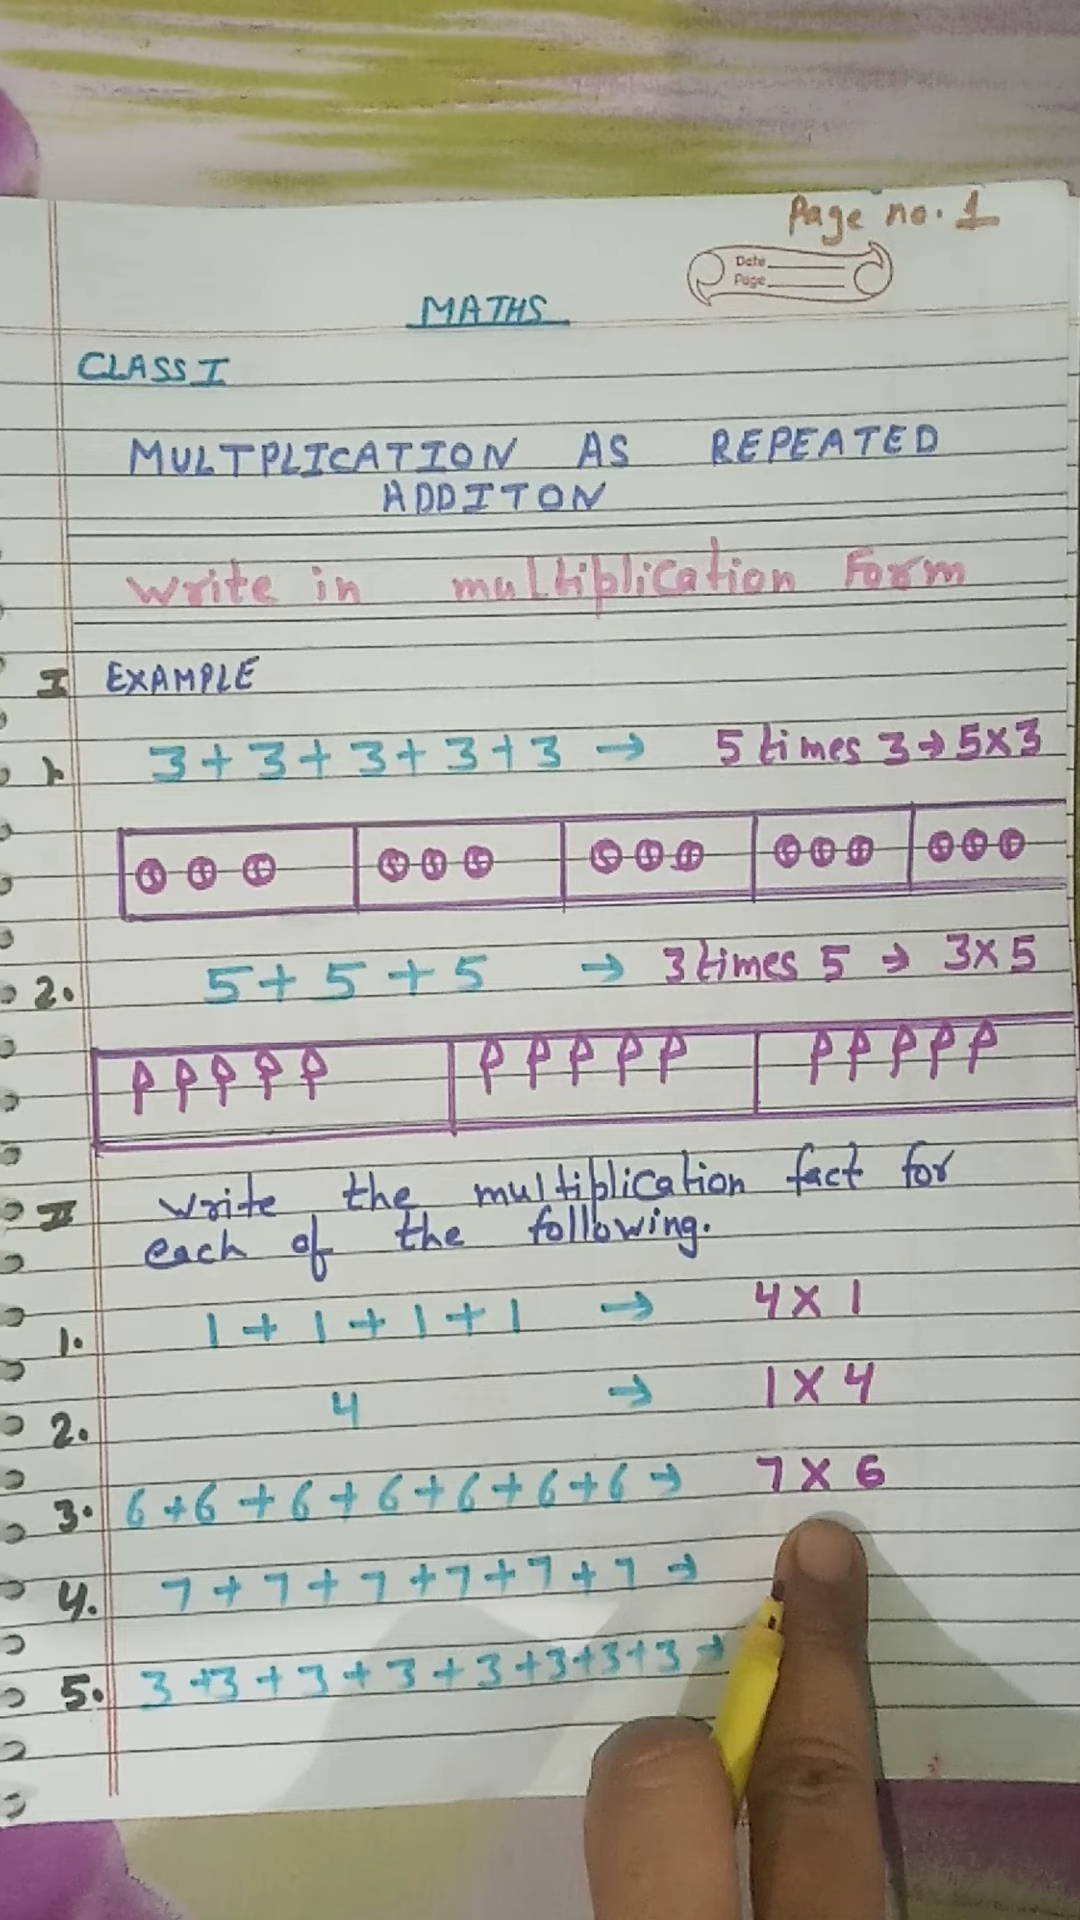 Page no. 1
Date
Page
MATHS
CLASS I
MULTPLICATION AS REPEATED
ADDITON
Write in multiplication Form
I EXAMPLE
1. 3+3+3+3+3 → 5 times 3 → 5×3
2. 5+5+5 → 3 times 5 → 3×5
II Write the multiplication fact for
each of the following.
1. 1+1+1+1 → 4×1
2. 4 → 1×4
3. 6+6+6+6+6+6+6 → 7×6
4. 7+7+7+7+7+7 →
5. 3+3+3+3+3+3+3+3 →